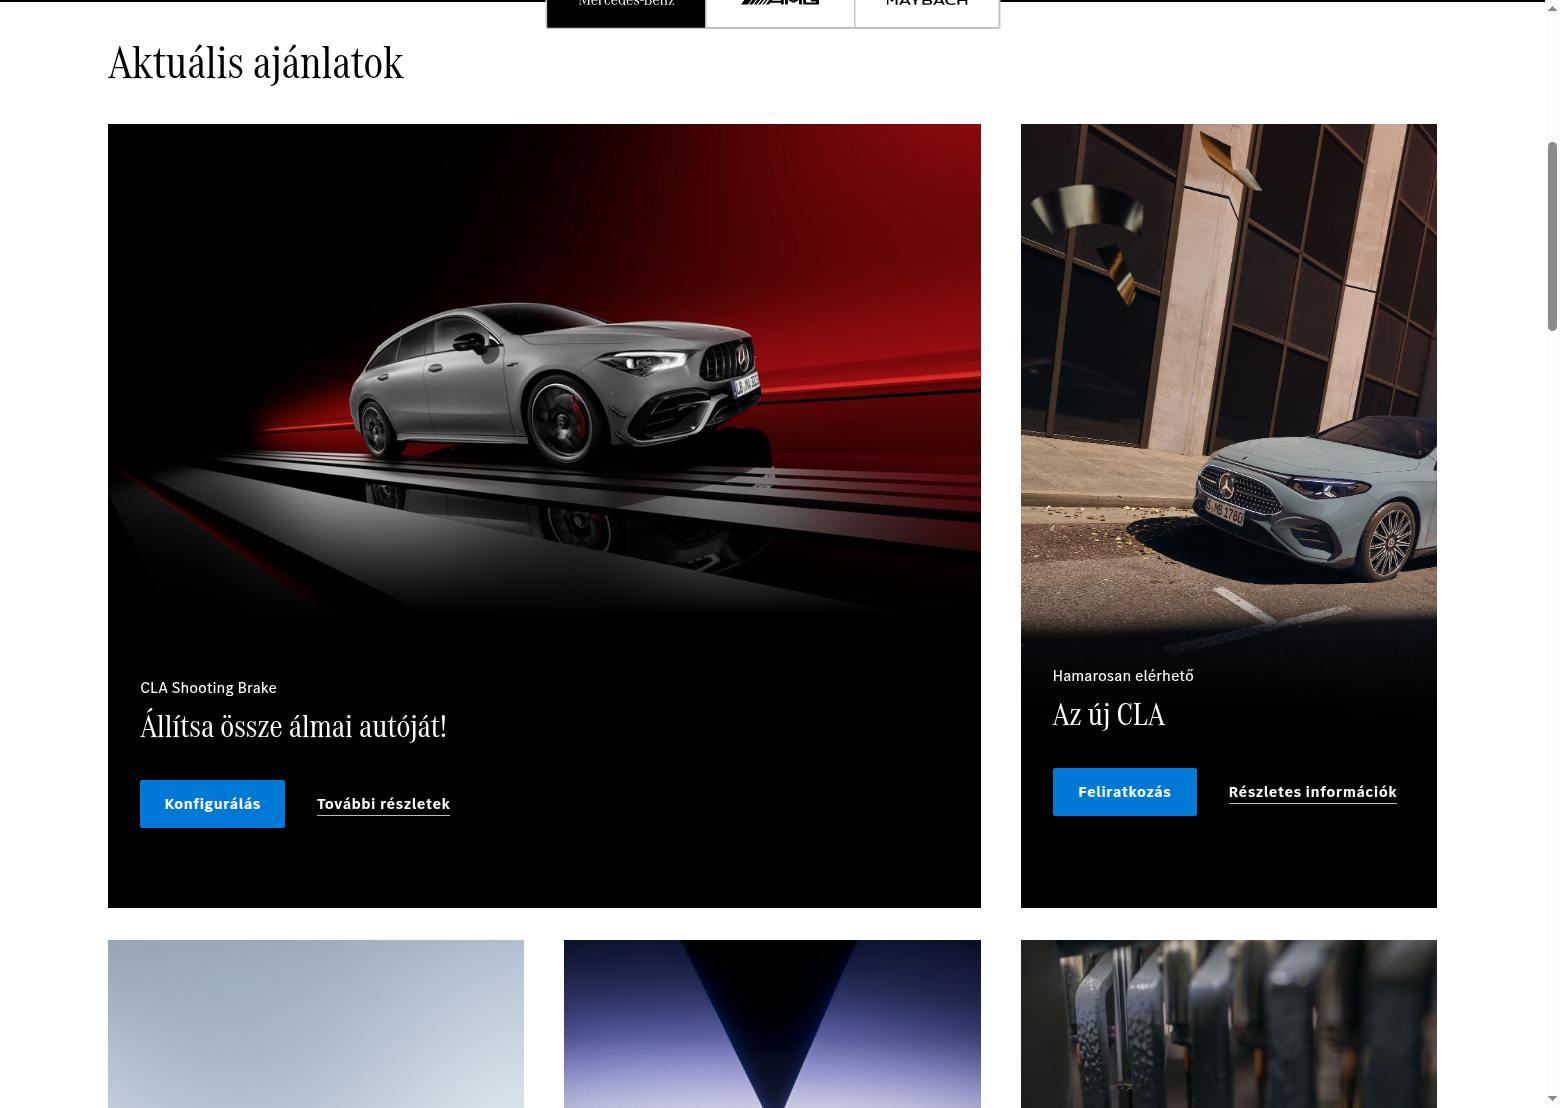 Mercedes-Benz
AMG
MAYBACH
Aktuális ajánlatok
CLA Shooting Brake
Állítsa össze álmai autóját!
Konfigurálás
További részletek
Hamarosan elérhető
Az új CLA
Feliratkozás
Részletes információk